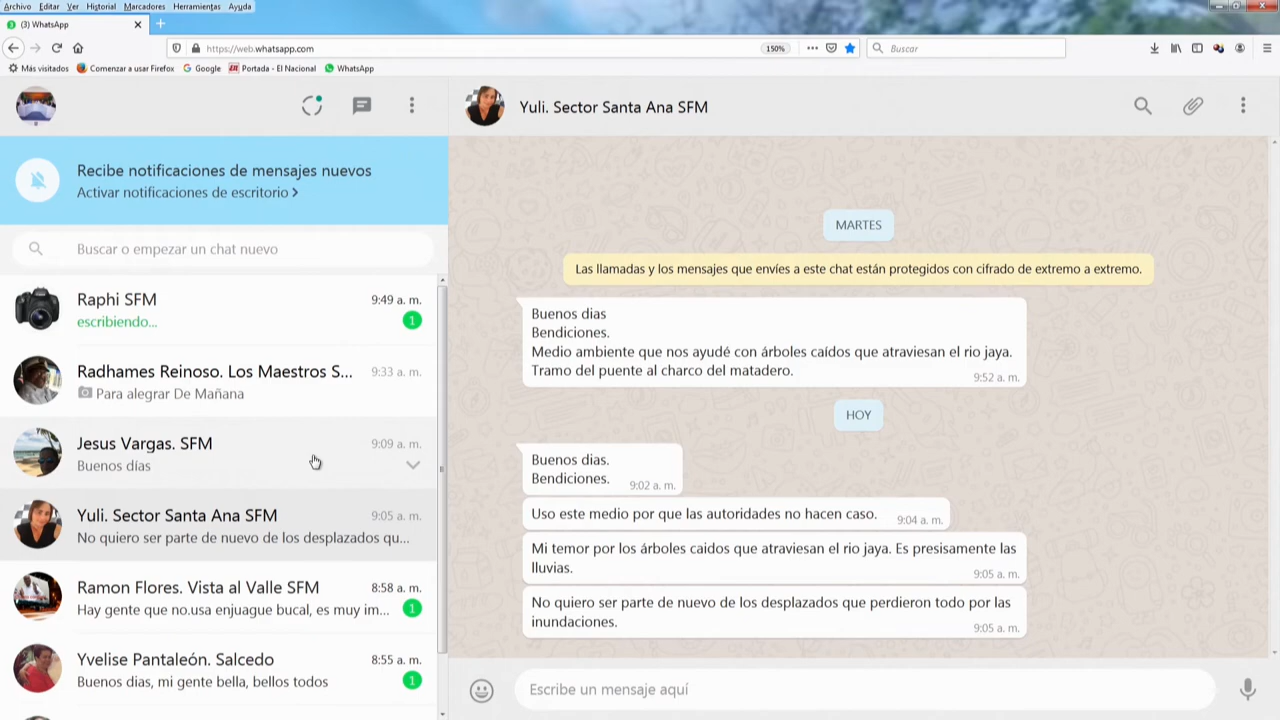 Archivo Editar Ver Historial Marcadores Herramientas Ayuda
(3) WhatsApp
https://web.whatsapp.com
150%
Buscar
Más visitados
Comenzar a usar Firefox
Google
Portada - El Nacional
WhatsApp
Recibe notificaciones de mensajes nuevos
Activar notificaciones de escritorio
Buscar o empezar un chat nuevo
Raphi SFM 9:49 a. m.
escribiendo... 1
Radhames Reinoso. Los Maestros S... 9:33 a. m.
Para alegrar De Mañana
Jesus Vargas. SFM 9:09 a. m.
Buenos días
Yuli. Sector Santa Ana SFM 9:05 a. m.
No quiero ser parte de nuevo de los desplazados qu...
Ramon Flores. Vista al Valle SFM 8:58 a. m.
Hay gente que no.usa enjuague bucal, es muy im... 1
Yvelise Pantaleón. Salcedo 8:55 a. m.
Buenos dias, mi gente bella, bellos todos 1
Yuli. Sector Santa Ana SFM
MARTES
Las llamadas y los mensajes que envíes a este chat están protegidos con cifrado de extremo a extremo.
Buenos dias
Bendiciones.
Medio ambiente que nos ayudé con árboles caídos que atraviesan el rio jaya.
Tramo del puente al charco del matadero.
9:52 a. m.
HOY
Buenos dias.
Bendiciones. 9:02 a. m.
Uso este medio por que las autoridades no hacen caso. 9:04 a. m.
Mi temor por los árboles caidos que atraviesan el rio jaya. Es presisamente las
lluvias. 9:05 a. m.
No quiero ser parte de nuevo de los desplazados que perdieron todo por las
inundaciones. 9:05 a. m.
Escribe un mensaje aquí